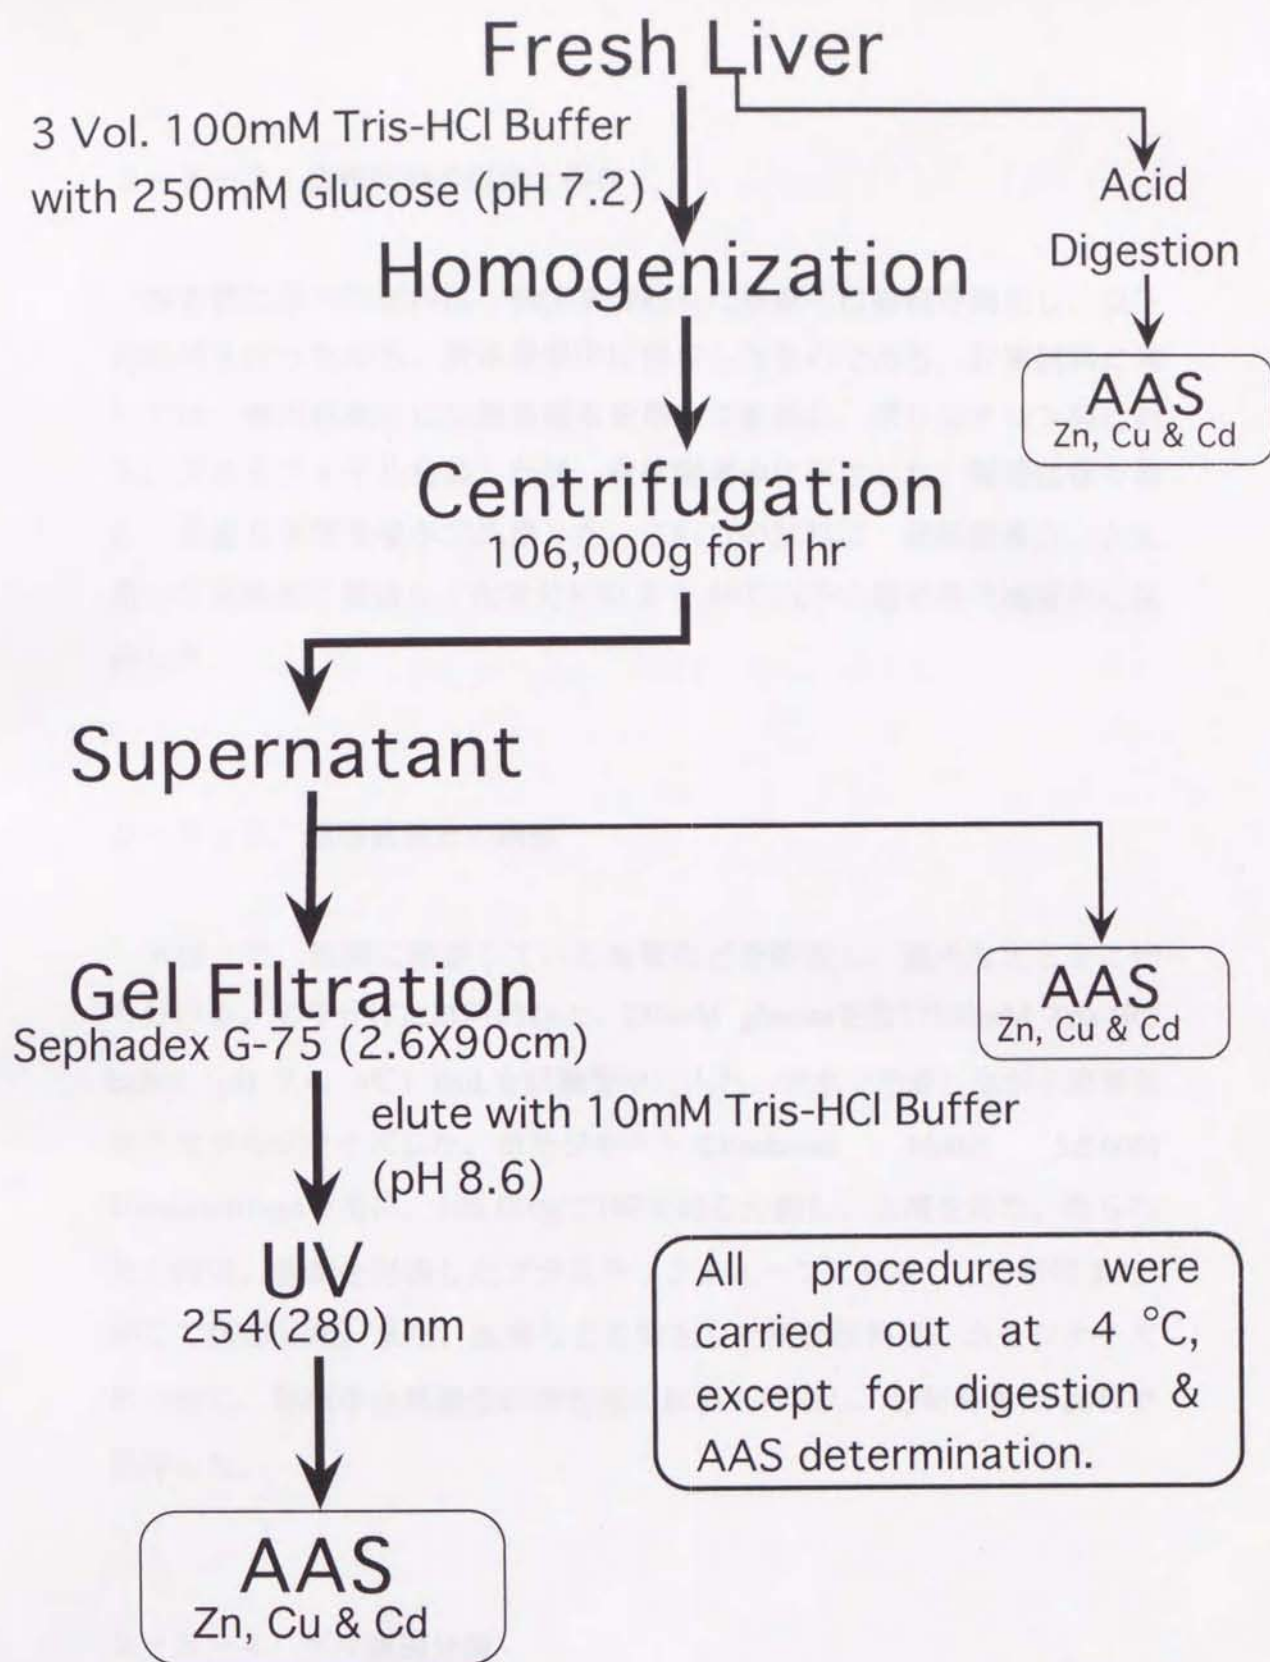 Fresh Liver
3 Vol. 100mM Tris-HCl Buffer
with 250mM Glucose (pH 7.2)
Acid
Digestion
AAS
Zn, Cu & Cd
Homogenization
Centrifugation
106,000g for 1hr
Supernatant
AAS
Zn, Cu & Cd
Gel Filtration
Sephadex G-75 (2.6X90cm)
elute with 10mM Tris-HCl Buffer
(pH 8.6)
UV
254(280) nm
All procedures were
carried out at 4 °C,
except for digestion &
AAS determination.
AAS
Zn, Cu & Cd